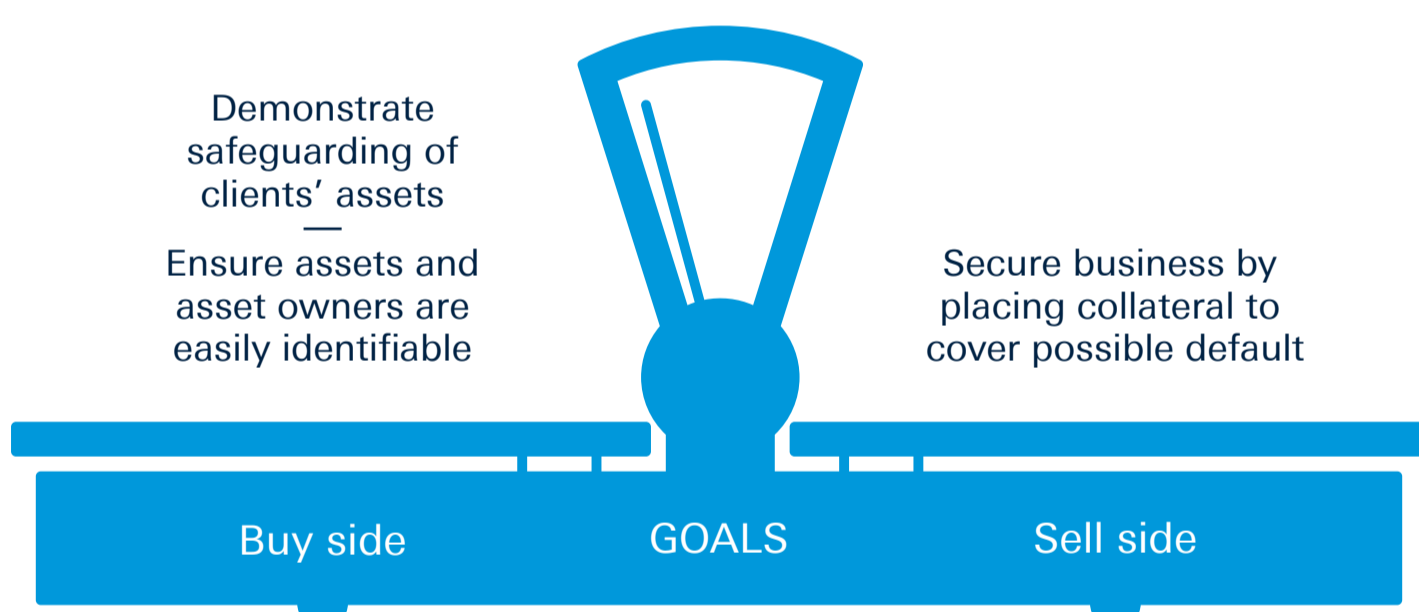 Demonstrate
safeguarding of
clients’ assets
—
Ensure assets and
asset owners are
easily identifiable
Secure business by
placing collateral to
cover possible default
Buy side
GOALS
Sell side